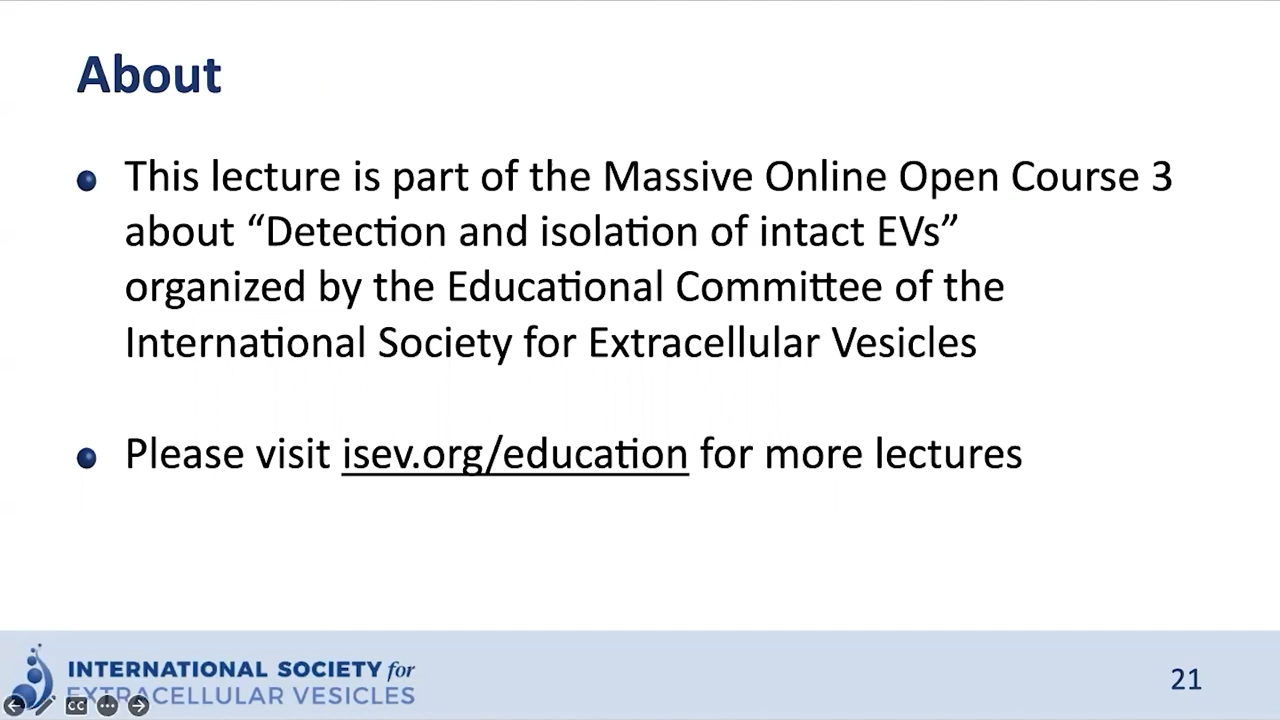 About
This lecture is part of the Massive Online Open Course 3
about “Detection and isolation of intact EVs”
organized by the Educational Committee of the
International Society for Extracellular Vesicles
Please visit isev.org/education for more lectures
INTERNATIONAL SOCIETY for
EXTRACELLULAR VESICLES
CC
21